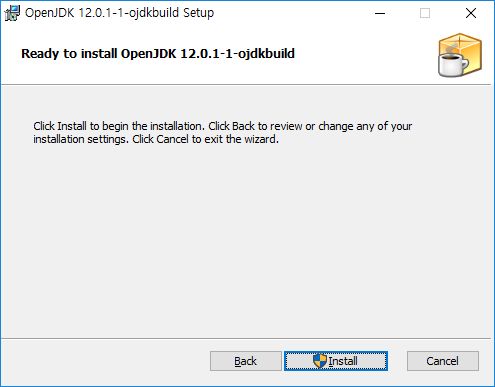 OpenJDK 12.0.1-1-ojdkbuild Setup
Ready to install OpenJDK 12.0.1-1-ojdkbuild
Click Install to begin the installation. Click Back to review or change any of your
installation settings. Click Cancel to exit the wizard.
Back
Install
Cancel